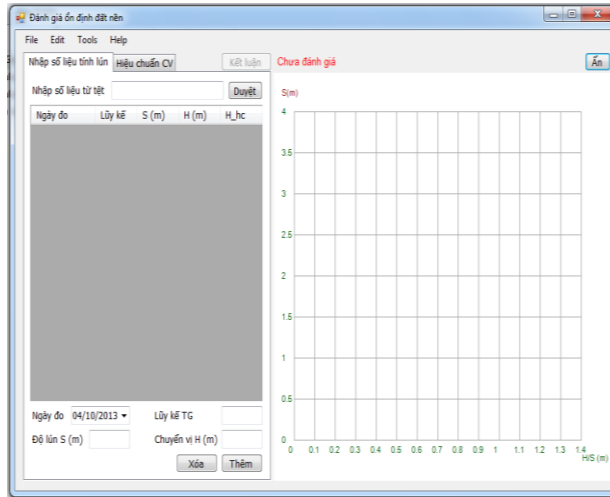 Đánh giá ổn định đất nền
File Edit Tools Help
Nhập số liệu tính lún Hiệu chuẩn CV Kết luận Chưa đánh giá Ấn
Nhập số liệu từ tệt Duyệt
Ngày đo Lũy kế S (m) H (m) H_hc
S(m)
4
3.5
3
2.5
2
1.5
1
0.5
0
0 0.1 0.2 0.3 0.4 0.5 0.6 0.7 0.8 0.9 1 1.1 1.2 1.3 1.4
H/S (m)
Ngày đo 04/10/2013 Lũy kế TG
Độ lún S (m) Chuyển vị H (m)
Xóa Thêm